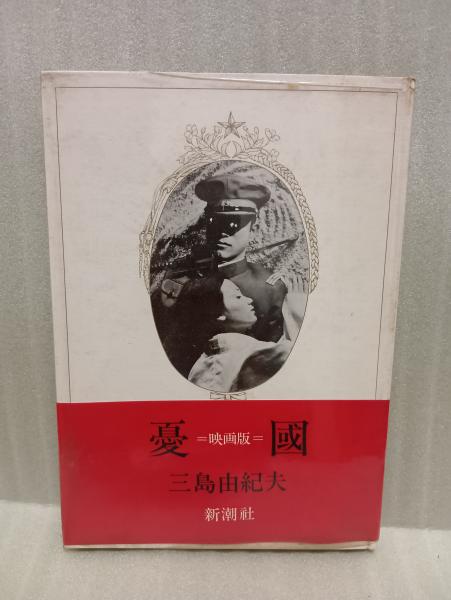 憂 =映画版= 國
三島由紀夫
新潮社